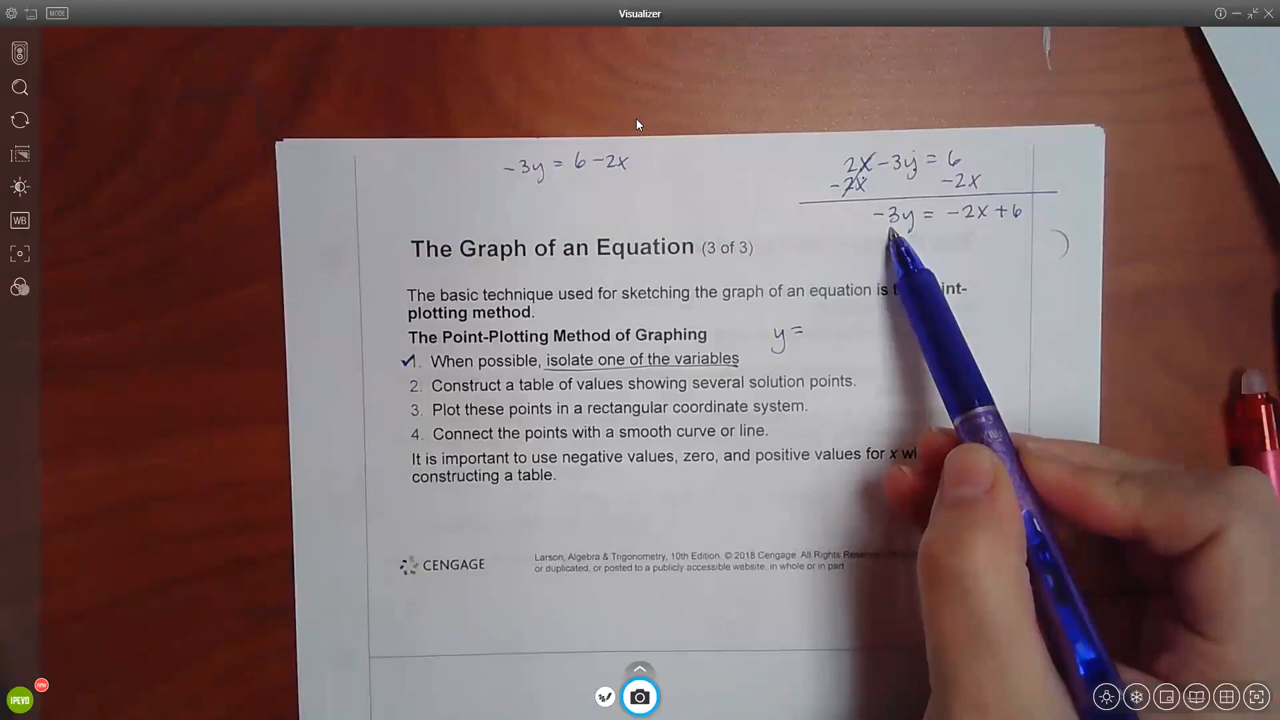 MODE
Visualizer
WB
-3y = 6 -2x
2x -3y = 6
-2x -2x
-3y = -2x + 6
The Graph of an Equation (3 of 3)
The basic technique used for sketching the graph of an equation is int-
plotting method.
The Point-Plotting Method of Graphing
y =
1. When possible, isolate one of the variables
2. Construct a table of values showing several solution points.
3. Plot these points in a rectangular coordinate system.
4. Connect the points with a smooth curve or line.
It is important to use negative values, zero, and positive values for x
constructing a table.
CENGAGE
Larson, Algebra & Trigonometry, 10th Edition. © 2018 Cengage. All Rights
or duplicated, or posted to a publicly accessible website, in whole or in part
IPEVO
new